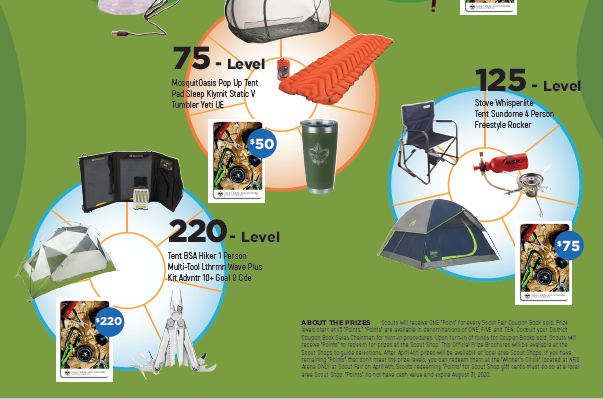 75 - Level
MosquitOasis Pop Up Tent
Pad Sleep Klymit Static V
Tumbler Yeti UE
$50
125 - Level
Stove Whisperlite
Tent Sundome 4 Person
Freestyle Rocker
MSR
$75
220 - Level
Tent BSA Hiker 1 Person
Multi-Tool Lthrmn Wave Plus
Kit Advntr 10+ Goal 0 Gde
$220
ABOUT THE PRIZES Scouts will receive ONE "Point" for every Scout Fair Coupon Book sold. Prize
levels start at 15 "Points." "Points" are available in denominations of ONE, FIVE and TEN. Consult your District
Coupon Book Sales Chairman for turn-in procedures. Upon turn-in of funds for Coupon Books sold, Scouts will
receive "Points" to redeem for prizes at the Scout Shop. This Official Prize Brochures will be available at the
Scout Shops to guide selections. After April 4th, prizes will be available at local area Scout Shops. If you have
remaining "Points" that don't meet the prize levels, you can redeem them at the "Winner's Circle" located at NRG
Arena ONLY at Scout Fair on April 4th. Scouts redeeming "Points" for Scout Shop gift cards must do so at a local
area Scout Shop. "Points" do not have cash value and expire August 31, 2020.